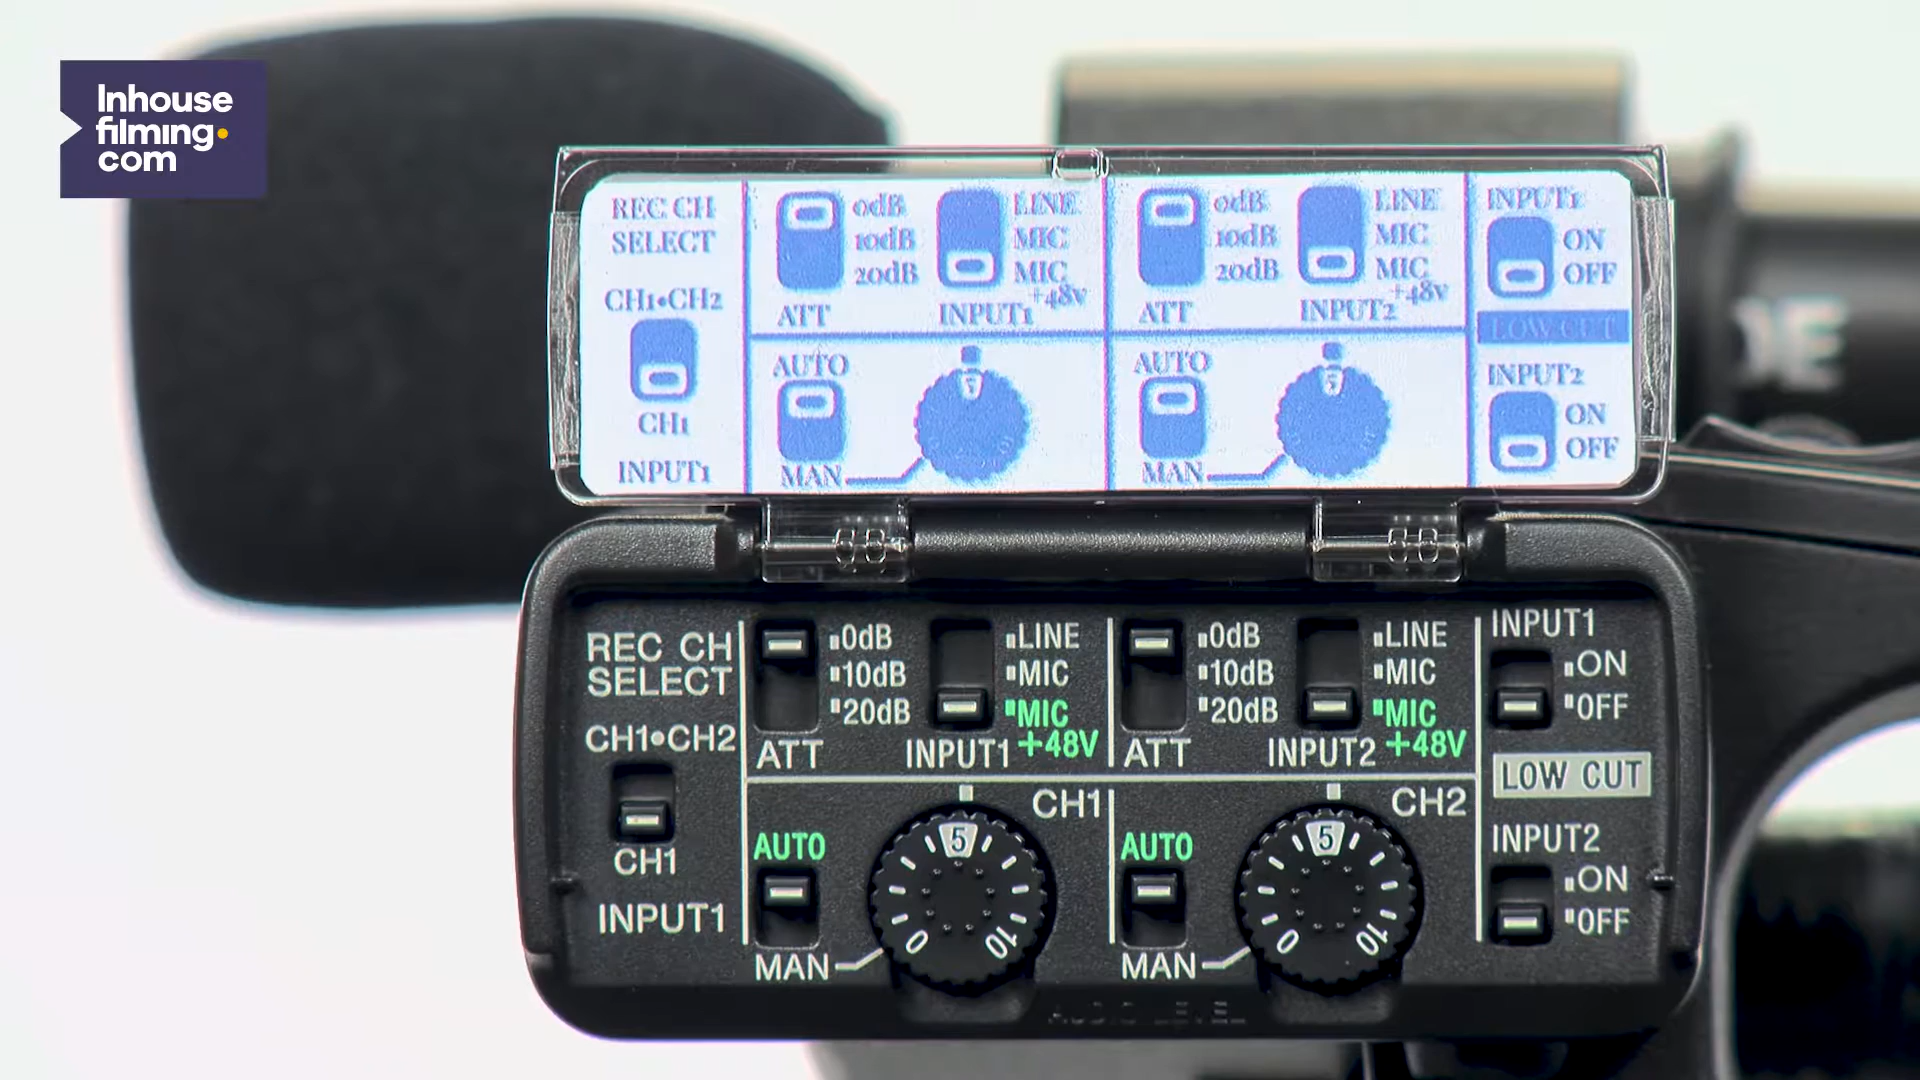 Inhouse
filming.
com
REC CH
SELECT
CH1•CH2
CH1
INPUT1
0dB
10dB
20dB
ATT
LINE
MIC
MIC
+48V
INPUT1
AUTO
MAN
5
0dB
10dB
20dB
ATT
LINE
MIC
MIC
+48V
INPUT2
AUTO
MAN
5
INPUT1
ON
OFF
LOW CUT
INPUT2
ON
OFF
REC CH
SELECT
CH1•CH2
CH1
INPUT1
0dB
10dB
20dB
ATT
LINE
MIC
MIC
+48V
INPUT1
CH1
AUTO
MAN
5
0
10
0dB
10dB
20dB
ATT
LINE
MIC
MIC
+48V
INPUT2
CH2
AUTO
MAN
5
0
10
INPUT1
ON
OFF
LOW CUT
INPUT2
ON
OFF
AUDIO LEVEL